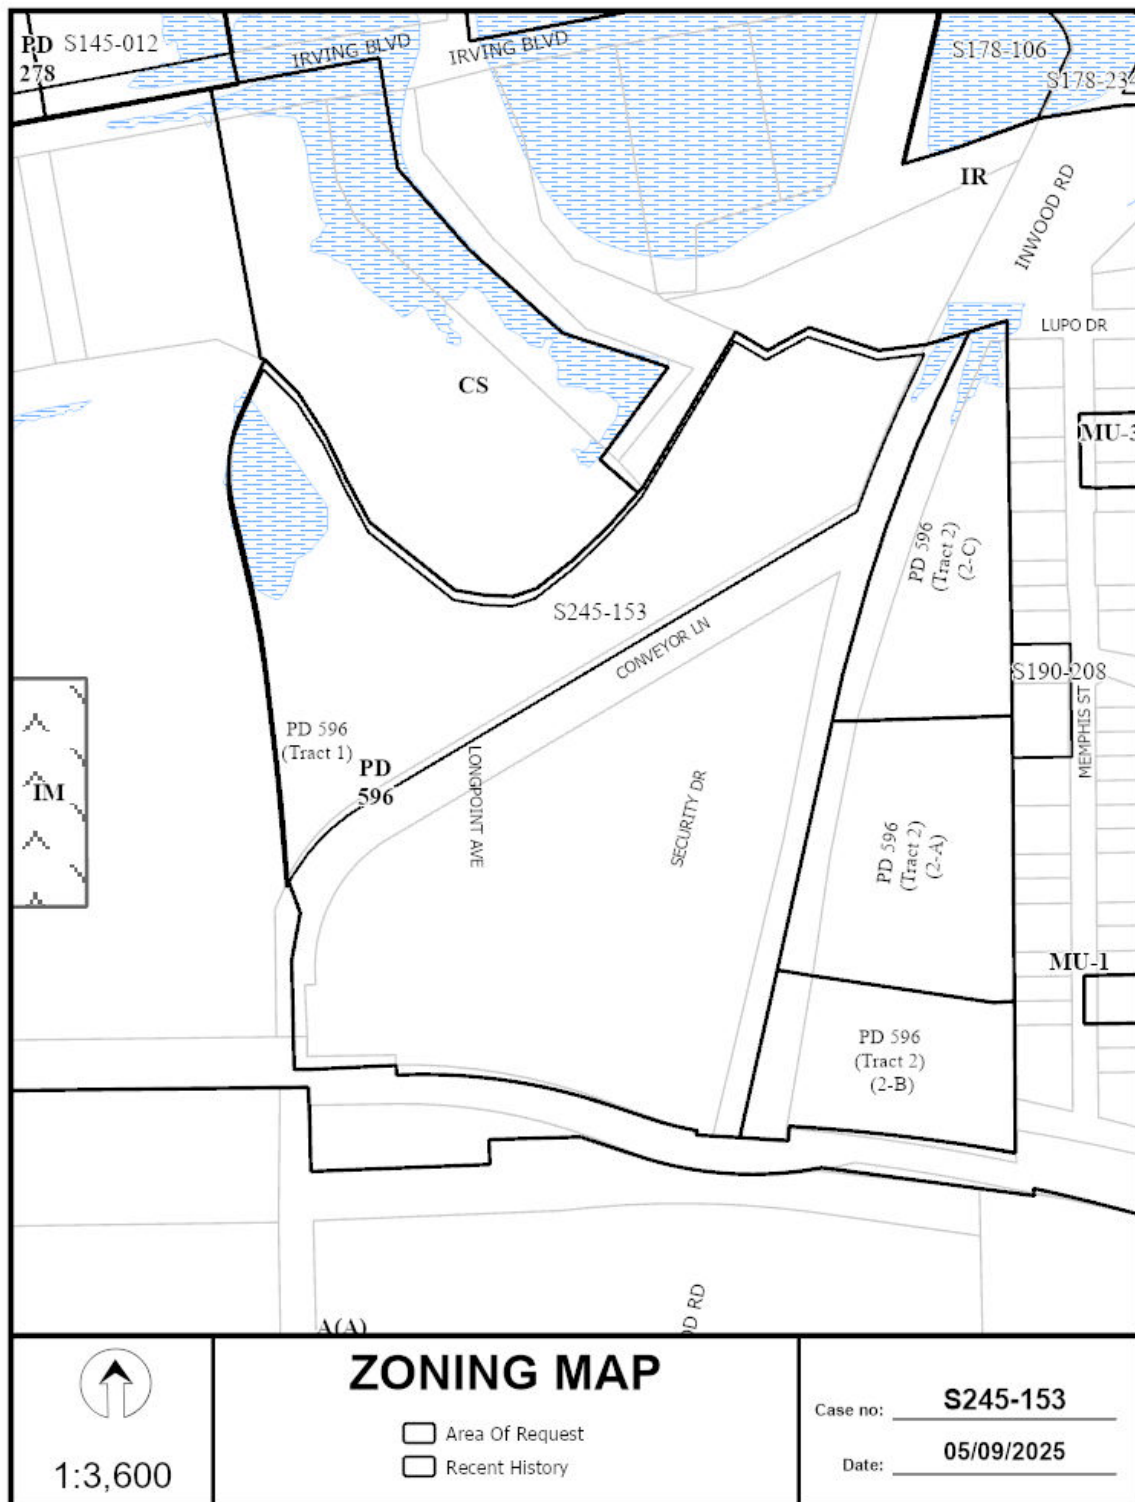 PD
278
S145-012
IRVING BLVD
IRVING BLVD
S178-106
S178-23
IR
INWOOD RD
LUPO DR
CS
MU-3
PD 596
(Tract 2)
(2-C)
S245-153
CONVEYOR LN
S190-208
MEMPHIS ST
PD 596
(Tract 1)
PD
596
IM
LONGPOINT AVE
SECURITY DR
PD 596
(Tract 2)
(2-A)
MU-1
PD 596
(Tract 2)
(2-B)
OD RD
A(A)
1:3,600
ZONING MAP
Area Of Request
Recent History
Case no: S245-153
Date: 05/09/2025